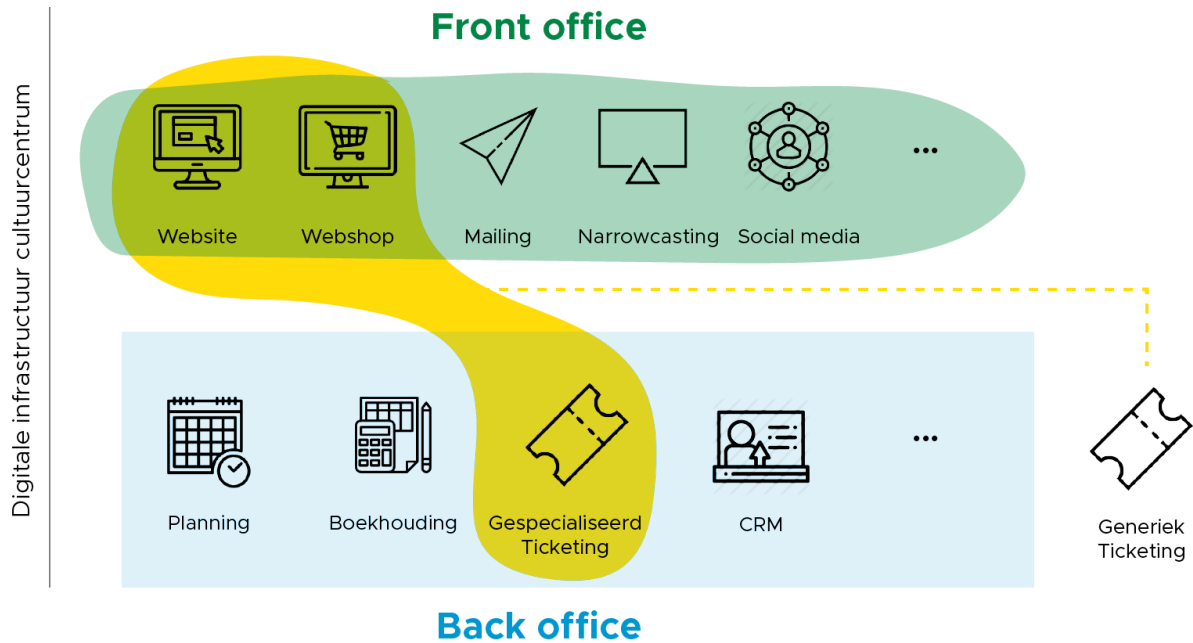 Front office
Digitale infrastructuur cultuurcentrum
Website
Webshop
Mailing
Narrowcasting
Social media
...
Planning
Boekhouding
Gespecialiseerd
Ticketing
CRM
...
Generiek
Ticketing
Back office